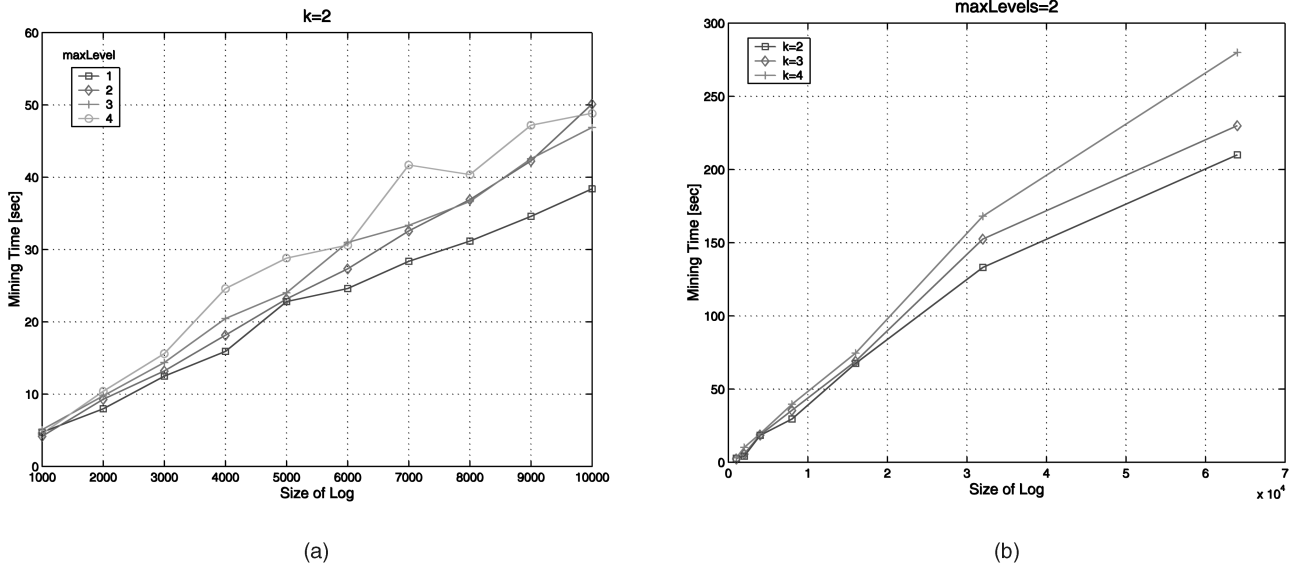 k=2
60
50
40
30
20
10
0
Mining Time [sec]
maxLevel
1
2
3
4
1000 2000 3000 4000 5000 6000 7000 8000 9000 10000
Size of Log
(a)
maxLevels=2
300
250
200
150
100
50
0
Mining Time [sec]
k=2
k=3
k=4
0 1 2 3 4 5 6 7
Size of Log
x 10^4
(b)